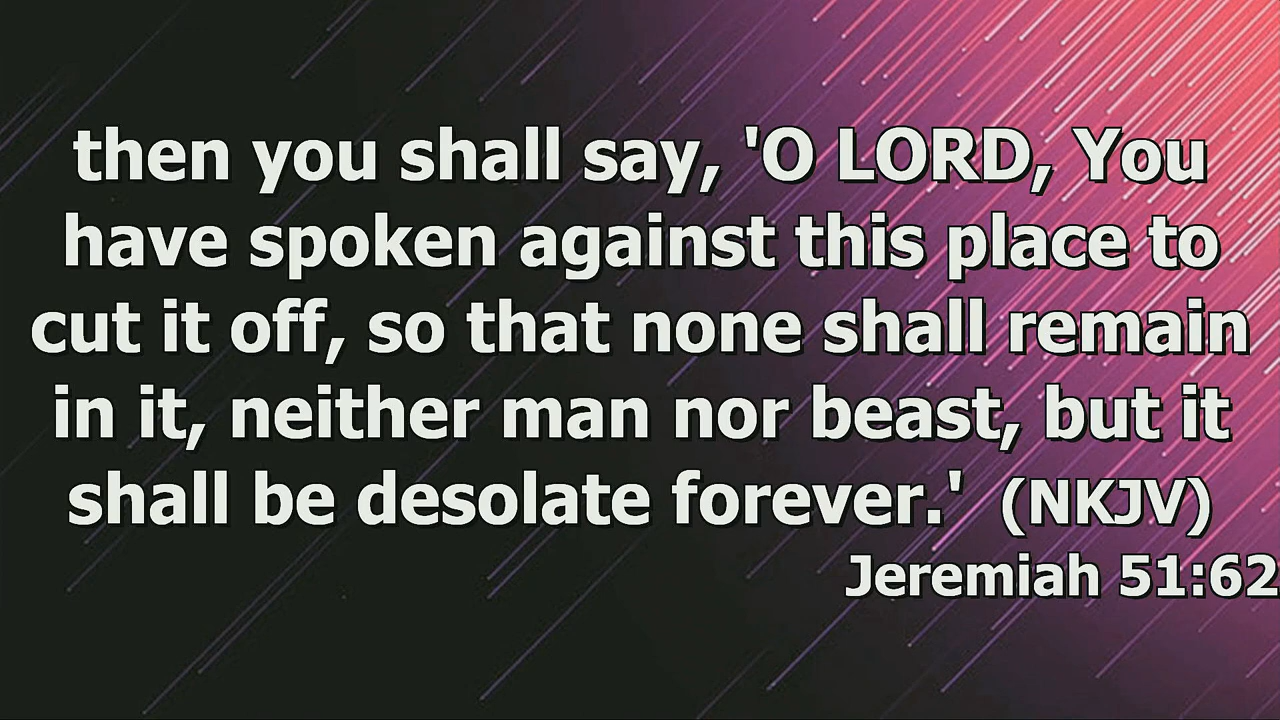 then you shall say, 'O LORD, You
have spoken against this place to
cut it off, so that none shall remain
in it, neither man nor beast, but it
shall be desolate forever.' (NKJV)
Jeremiah 51:62